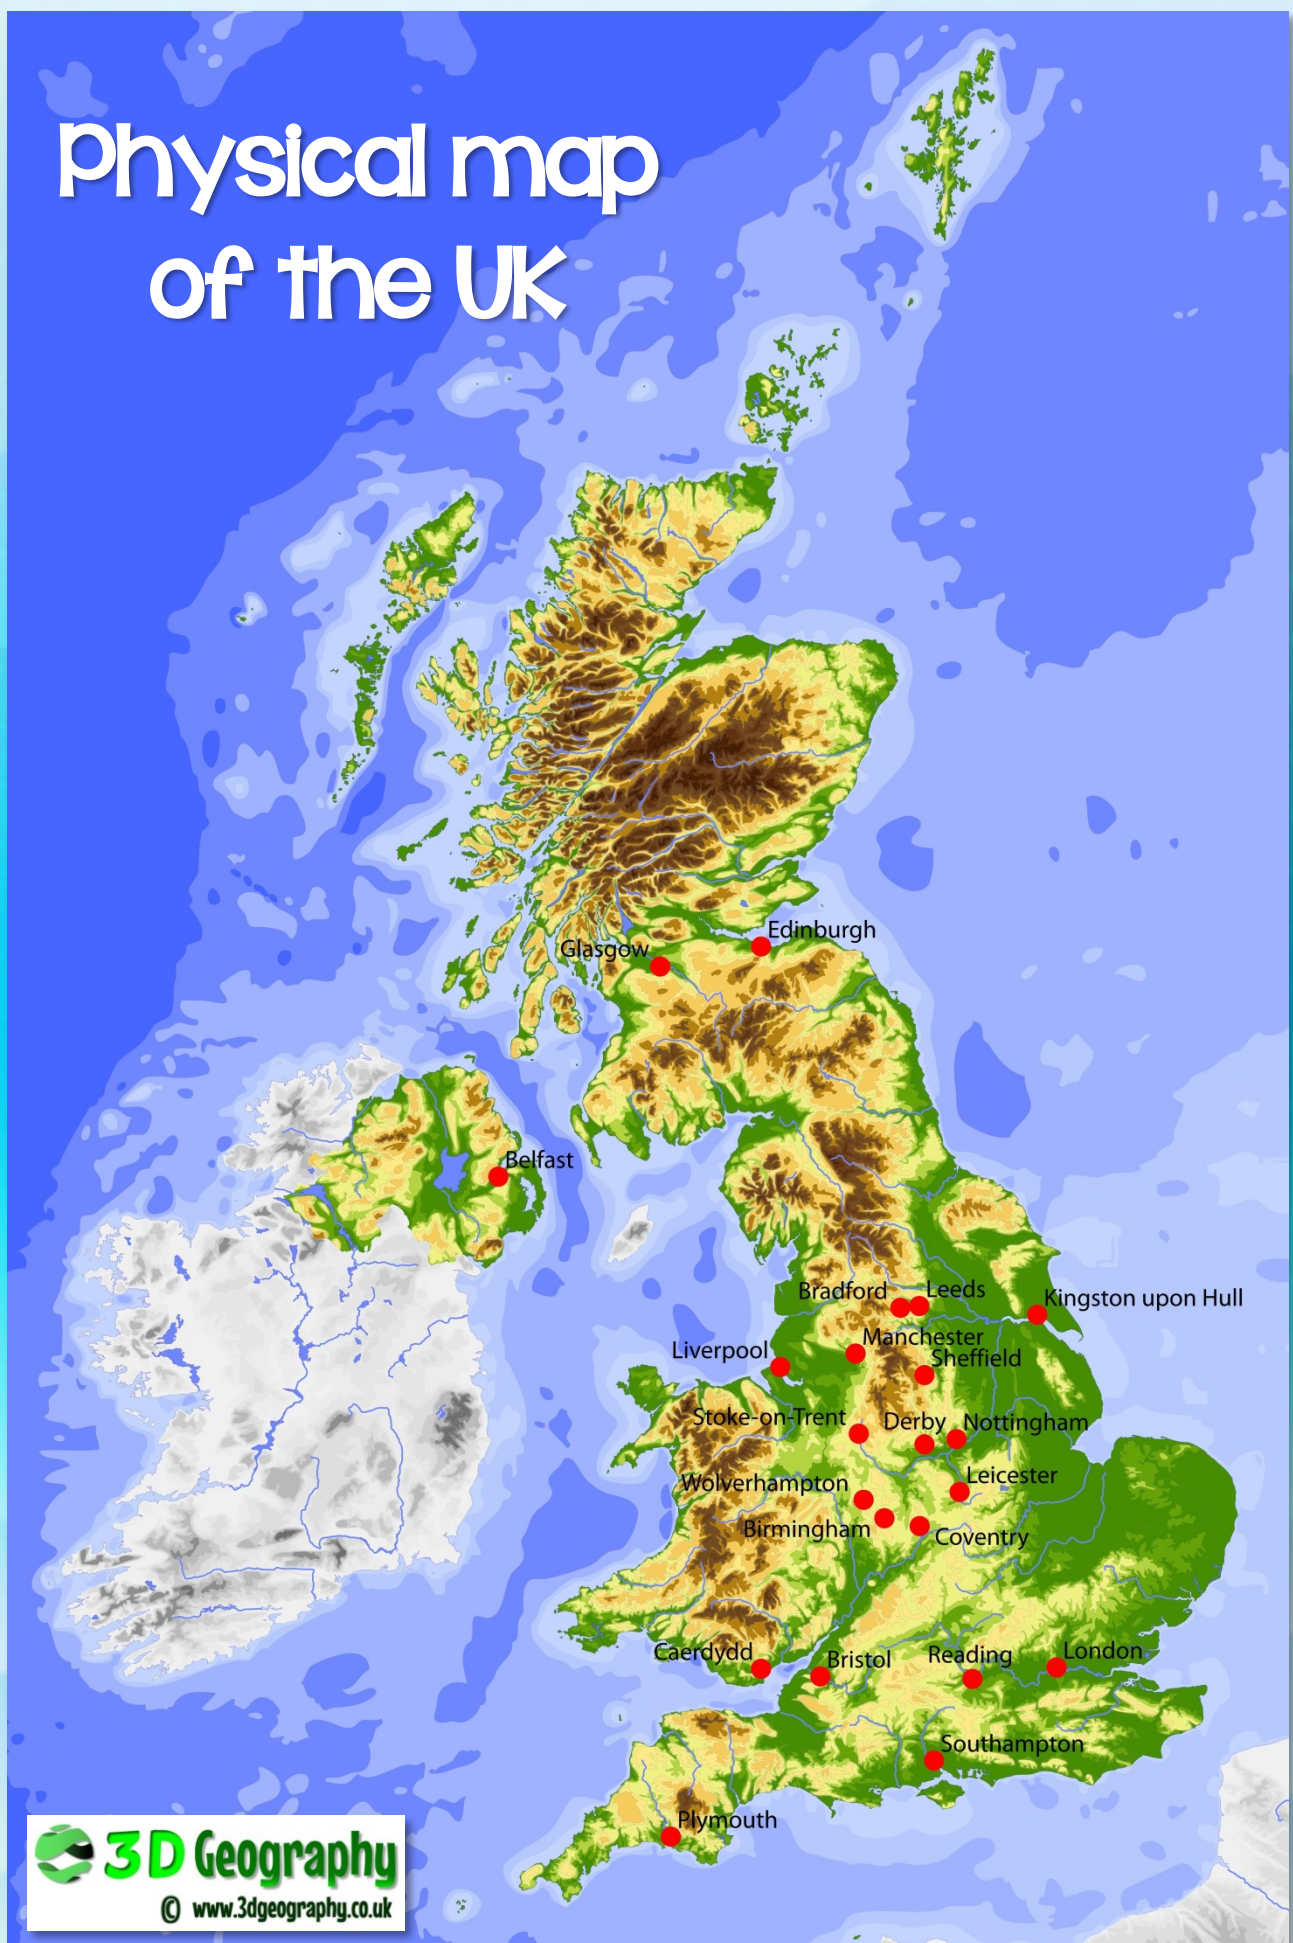 Physical map
of the UK
Edinburgh
Glasgow
Belfast
Bradford
Leeds
Kingston upon Hull
Manchester
Liverpool
Sheffield
Stoke-on-Trent
Derby
Nottingham
Wolverhampton
Leicester
Birmingham
Coventry
Caerdydd
Bristol
Reading
London
Southampton
Plymouth
3D Geography
© www.3dgeography.co.uk